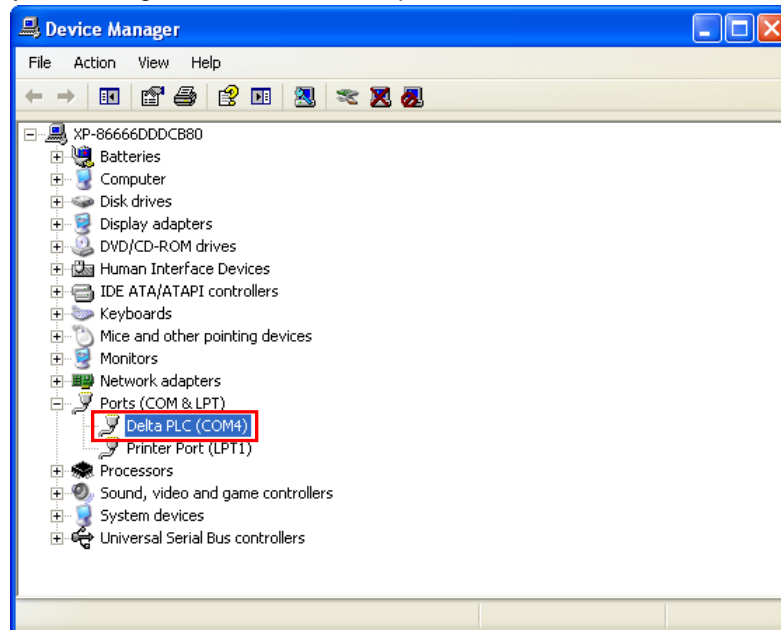 Device Manager
File Action View Help
XP-86666DDDCB80
Batteries
Computer
Disk drives
Display adapters
DVD/CD-ROM drives
Human Interface Devices
IDE ATA/ATAPI controllers
Keyboards
Mice and other pointing devices
Monitors
Network adapters
Ports (COM & LPT)
Delta PLC (COM4)
Printer Port (LPT1)
Processors
Sound, video and game controllers
System devices
Universal Serial Bus controllers